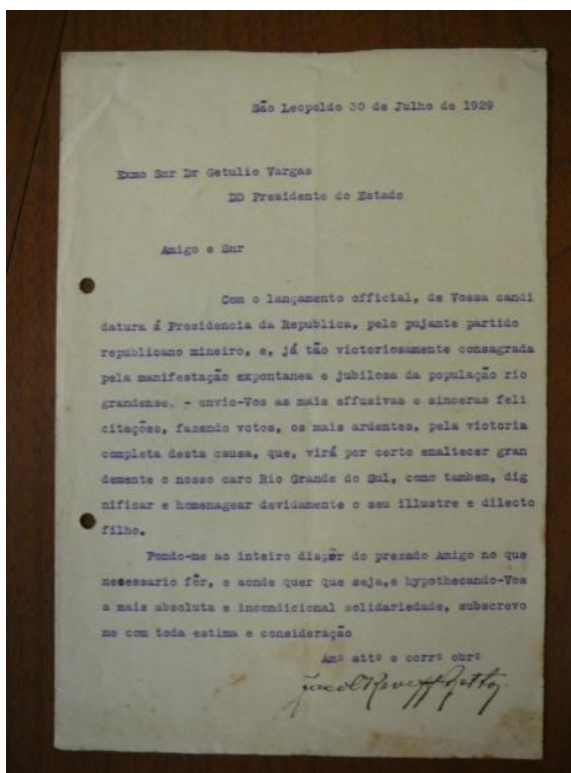 São Leopoldo 30 de Julho de 1929
Exmo Snr Dr Getulio Vargas
DD Presidente do Estado
Amigo e Snr
Com o lançamento official, de Vossa candi
datura á Presidencia da Republica, pelo pujante partido
republicano mineiro, e, já tão victoriosamente consagrada
pela manifestação expontanea e jubilosa da população rio
grandense, - envio-Vos as mais effusivas e sinceras feli
citações, fazendo votos, os mais ardentes, pela victoria
completa desta causa, que, virá por certo enaltecer gran
demente o nosso caro Rio Grande do Sul, como tambem, dig
nificar e homenagear devidamente o seu illustre e dilecto
filho.
Pondo-me ao inteiro dispôr do prezado Amigo no que
necessario fôr, e aonde quer que seja, e hypothecando-Vos
a mais absoluta e incondicional solidariedade, subscrevo
me com toda estima e consideração
Amº attº e corrº obrº
Jacob